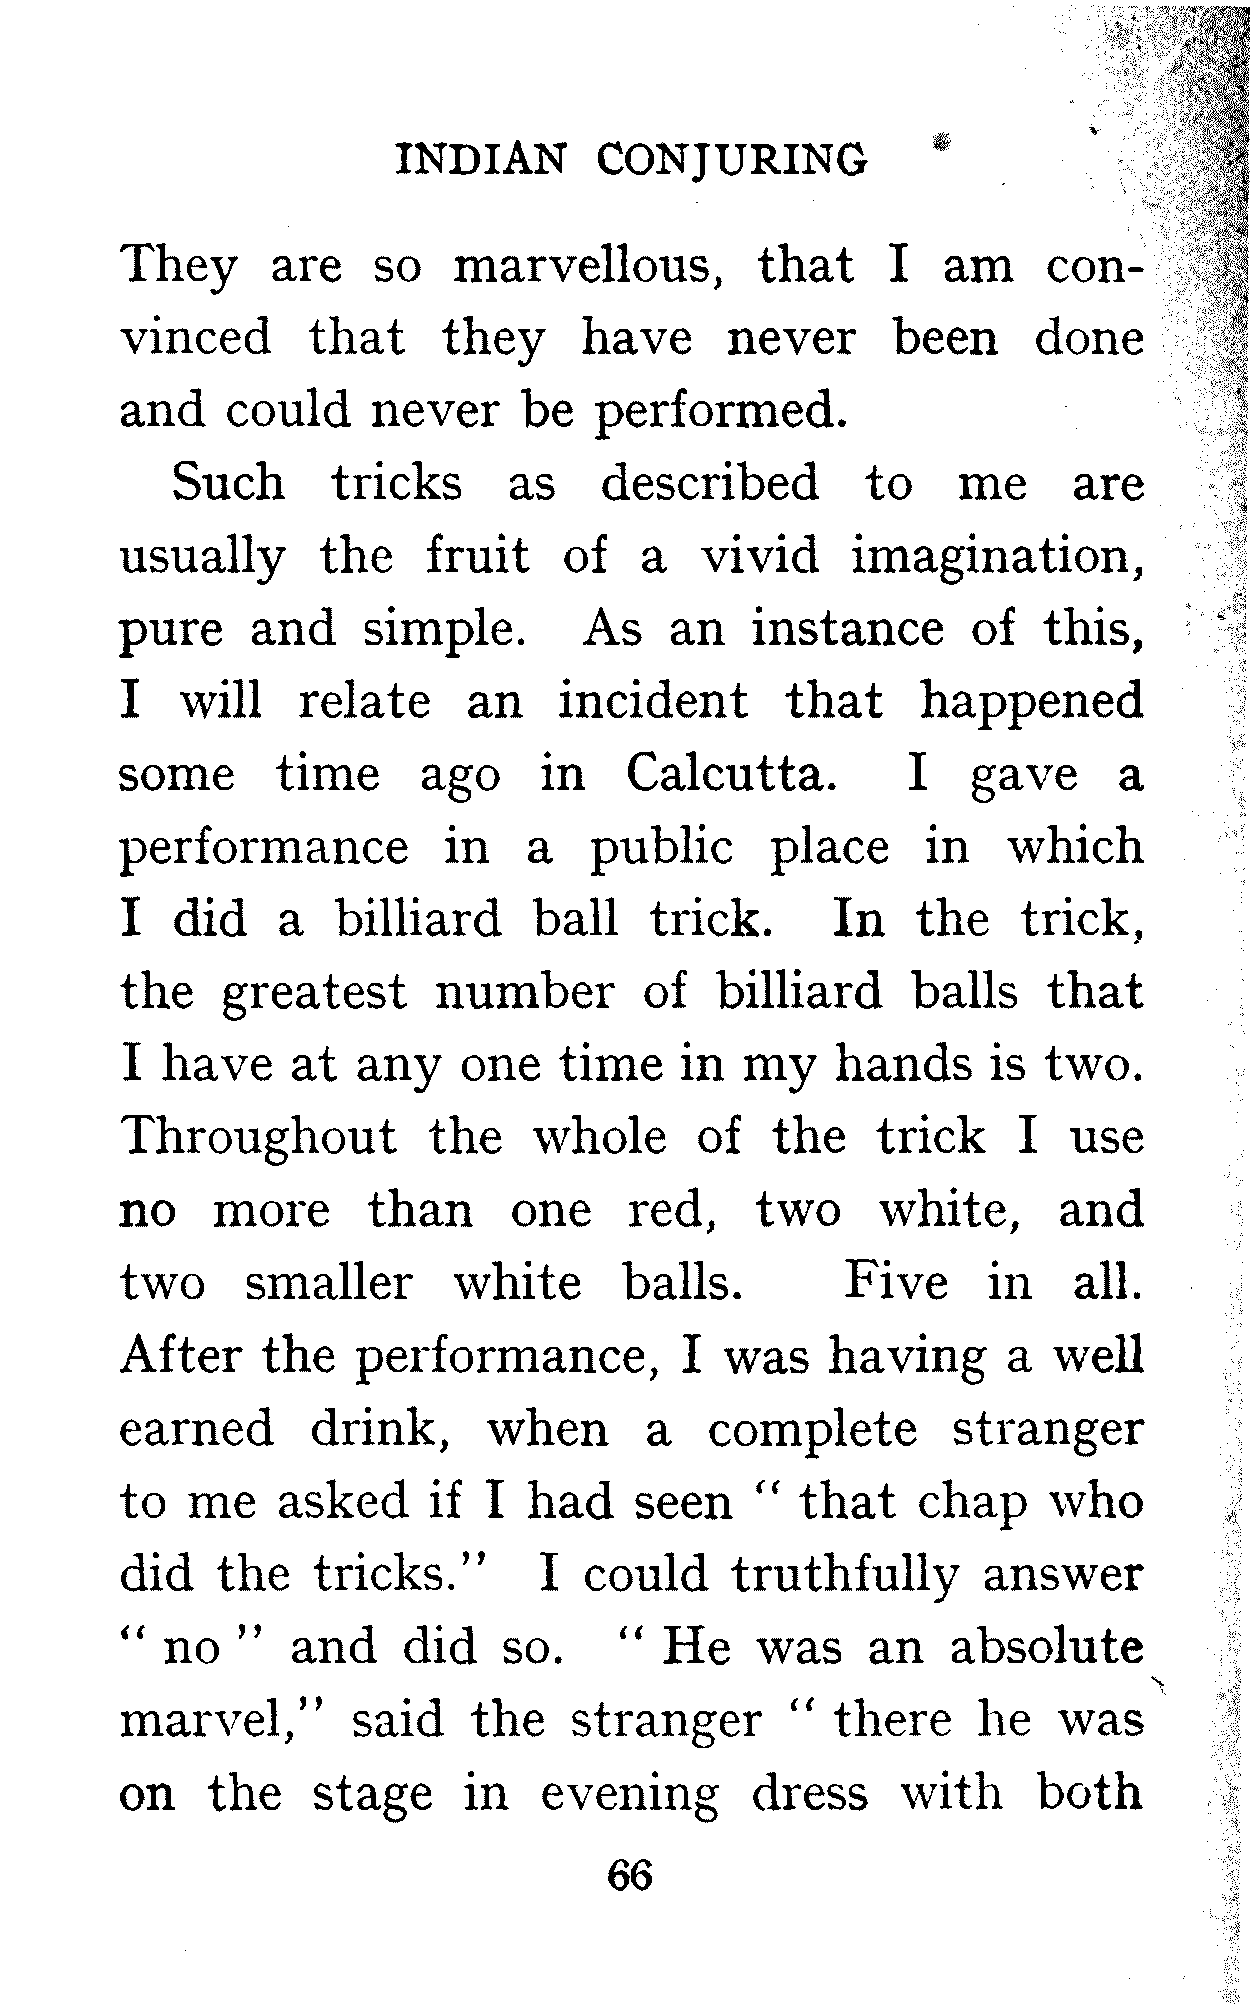 INDIAN CONJURING
They are so marvellous, that I am con-
vinced that they have never been done
and could never be performed.
Such tricks as described to me are
usually the fruit of a vivid imagination,
pure and simple. As an instance of this,
I will relate an incident that happened
some time ago in Calcutta. I gave a
performance in a public place in which
I did a billiard ball trick. In the trick,
the greatest number of billiard balls that
I have at any one time in my hands is two.
Throughout the whole of the trick I use
no more than one red, two white, and
two smaller white balls. Five in all.
After the performance, I was having a well
earned drink, when a complete stranger
to me asked if I had seen " that chap who
did the tricks." I could truthfully answer
" no " and did so. " He was an absolute
marvel," said the stranger " there he was
on the stage in evening dress with both
66